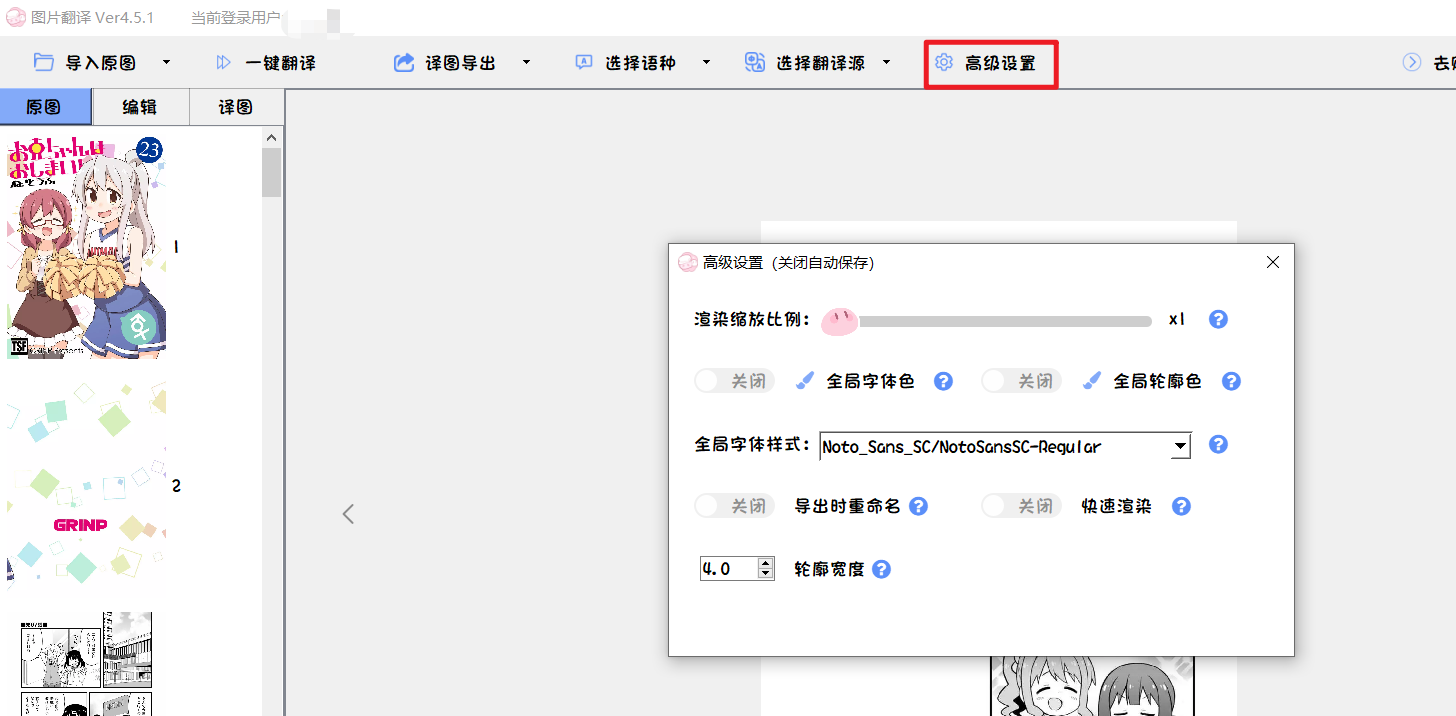 图片翻译 Ver4.5.1 当前登录用户
导入原图 一键翻译 译图导出 选择语种 选择翻译源 高级设置
原图 编辑 译图
お兄ちゃんは
おしまい!
23
1
TSF
2
GRINP
高级设置（关闭自动保存）
渲染缩放比例： x1 ?
关闭 全局字体色 ? 关闭 全局轮廓色 ?
全局字体样式： Noto_Sans_SC/NotoSansSC-Regular ?
关闭 导出时重命名 ? 关闭 快速渲染 ?
4.0 轮廓宽度 ?